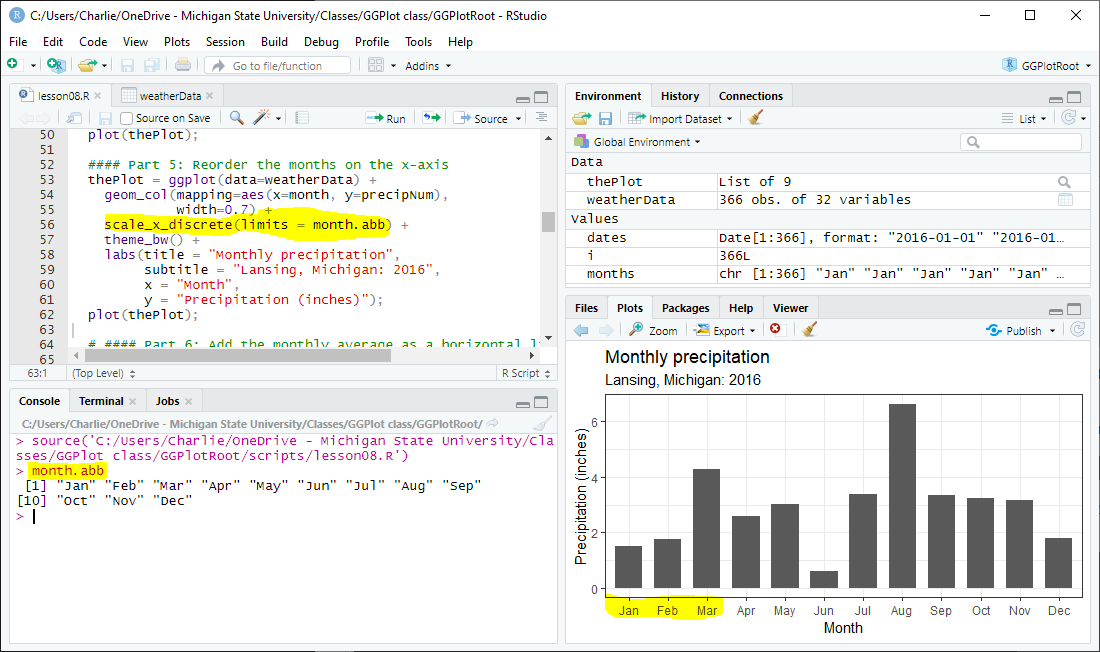 C:/Users/Charlie/OneDrive - Michigan State University/Classes/GGPlot class/GGPlotRoot - RStudio
File Edit Code View Plots Session Build Debug Profile Tools Help
Go to file/function Addins GGPlotRoot
lesson08.R weatherData
Source on Save Run Source
50 plot(thePlot);
51
52 #### Part 5: Reorder the months on the x-axis
53 thePlot = ggplot(data=weatherData) +
54 geom_col(mapping=aes(x=month, y=precipNum),
55 width=0.7) +
56 scale_x_discrete(limits = month.abb) +
57 theme_bw() +
58 labs(title = "Monthly precipitation",
59 subtitle = "Lansing, Michigan: 2016",
60 x = "Month",
61 y = "Precipitation (inches)");
62 plot(thePlot);
63
64 # #### Part 6: Add the monthly average as a horizontal li
65
63:1 (Top Level) R Script
Console Terminal Jobs
C:/Users/Charlie/OneDrive - Michigan State University/Classes/GGPlot class/GGPlotRoot/
> source('C:/Users/Charlie/OneDrive - Michigan State University/Cla
sses/GGPlot class/GGPlotRoot/scripts/lesson08.R')
> month.abb
[1] "Jan" "Feb" "Mar" "Apr" "May" "Jun" "Jul" "Aug" "Sep"
[10] "Oct" "Nov" "Dec"
>
Environment History Connections
Import Dataset List
Global Environment
Data
thePlot List of 9
weatherData 366 obs. of 32 variables
Values
dates Date[1:366], format: "2016-01-01" "2016-01…
i 366L
months chr [1:366] "Jan" "Jan" "Jan" "Jan" "Jan" …
Files Plots Packages Help Viewer
Zoom Export Publish
Monthly precipitation
Lansing, Michigan: 2016
Precipitation (inches)
6
4
2
0
Jan Feb Mar Apr May Jun Jul Aug Sep Oct Nov Dec
Month